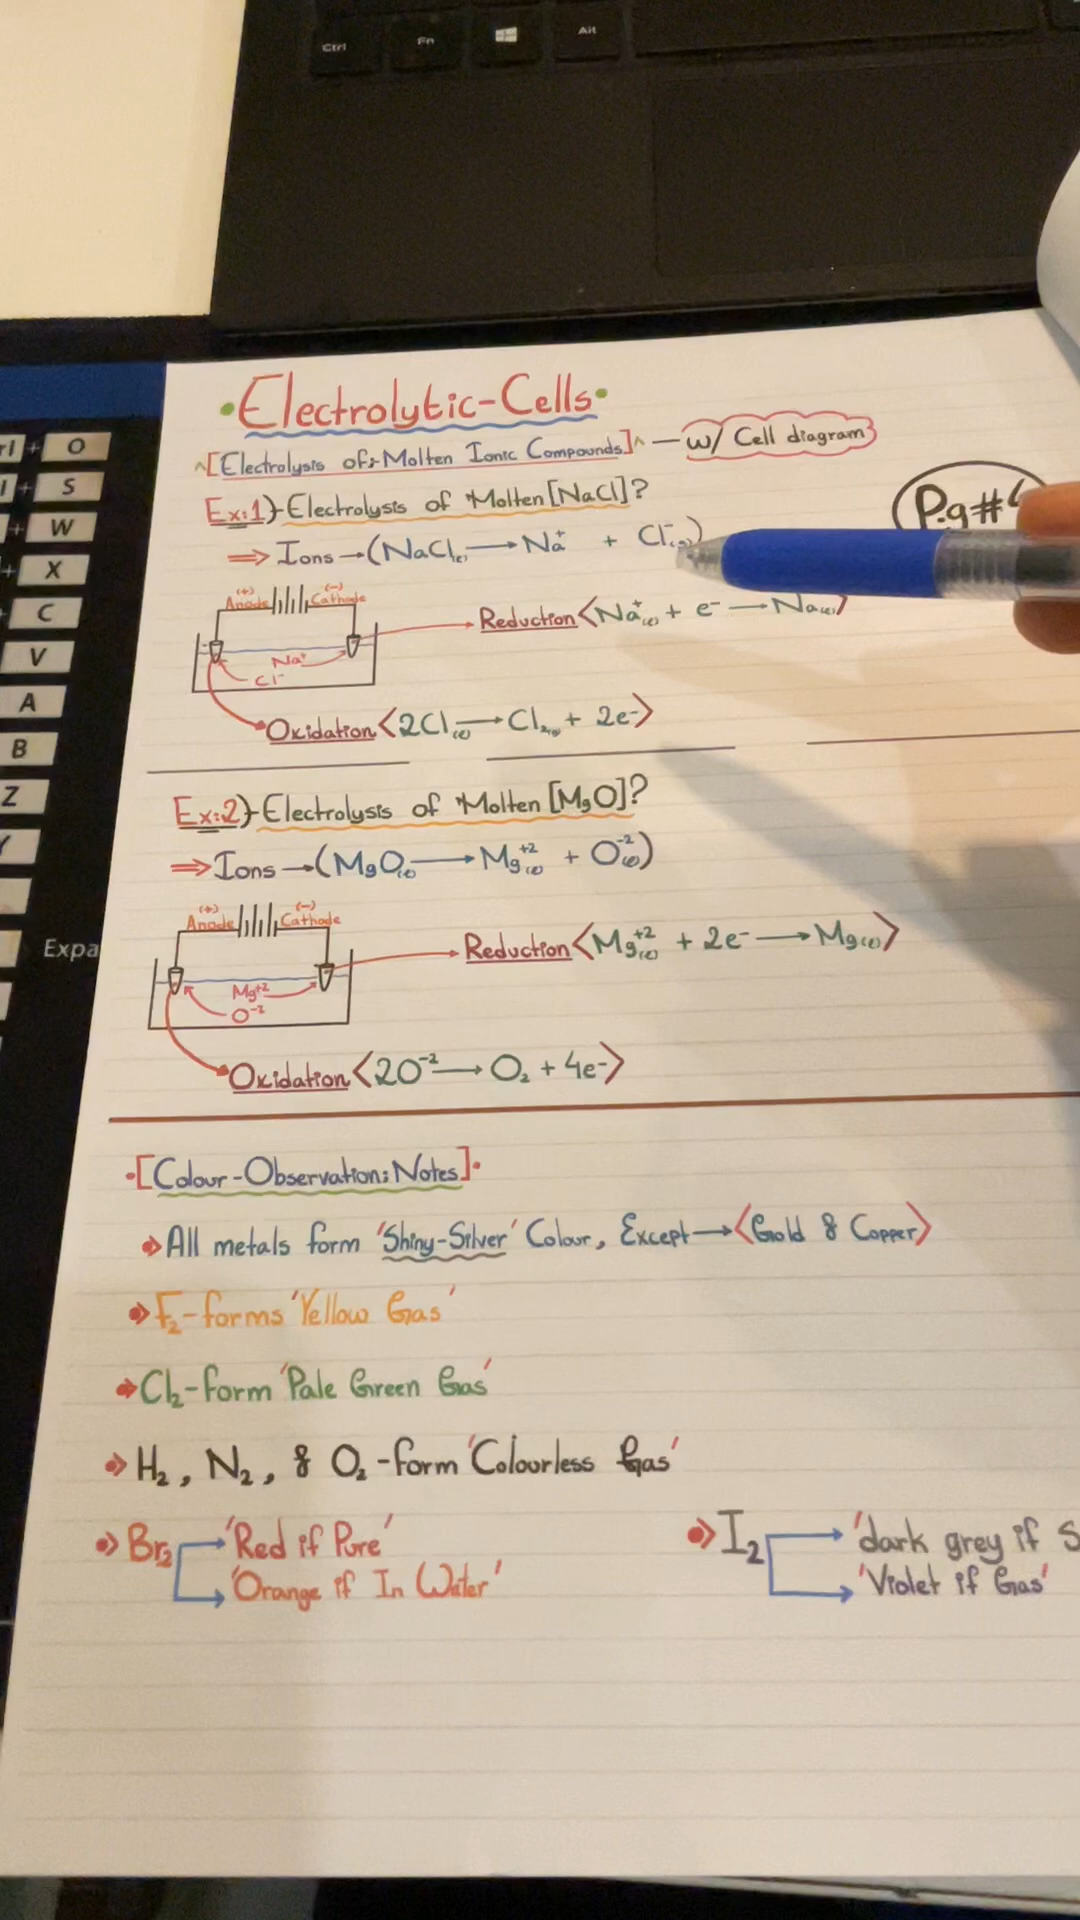 Ctrl Fn Alt
rl + O
+ S
+ W
+ X
C
V
A
B
Z
Expa
•Electrolytic-Cells•
^[Electrolysis of:- Molten Ionic Compounds]^ — w/ Cell diagram
P.g#
Ex:1)-Electrolysis of Molten [NaCl]?
⇒ Ions → (NaCl(l) → Na⁺ + Cl⁻
(+) Anode (-) Cathode
Reduction <Na⁺(l) + e⁻ → Na(l)>
Na⁺
Cl⁻
Oxidation <2Cl(l) → Cl₂(g) + 2e⁻>
Ex:2)-Electrolysis of Molten [MgO]?
⇒ Ions → (MgO(l) → Mg⁺²(l) + O⁻²(l))
(+) Anode (-) Cathode
Reduction <Mg⁺²(l) + 2e⁻ → Mg(l)>
Mg⁺²
O⁻²
Oxidation <2O⁻² → O₂ + 4e⁻>
•[Colour-Observation:Notes]•
All metals form 'Shiny-Silver' Colour, Except → <Gold & Copper>
F₂-forms 'Yellow Gas'
Cl₂-form 'Pale Green Gas'
H₂, N₂, & O₂-form 'Colourless Gas'
Br₂ → 'Red if Pure'
→ 'Orange if In Water'
I₂ → 'dark grey if S
→ 'Violet if Gas'